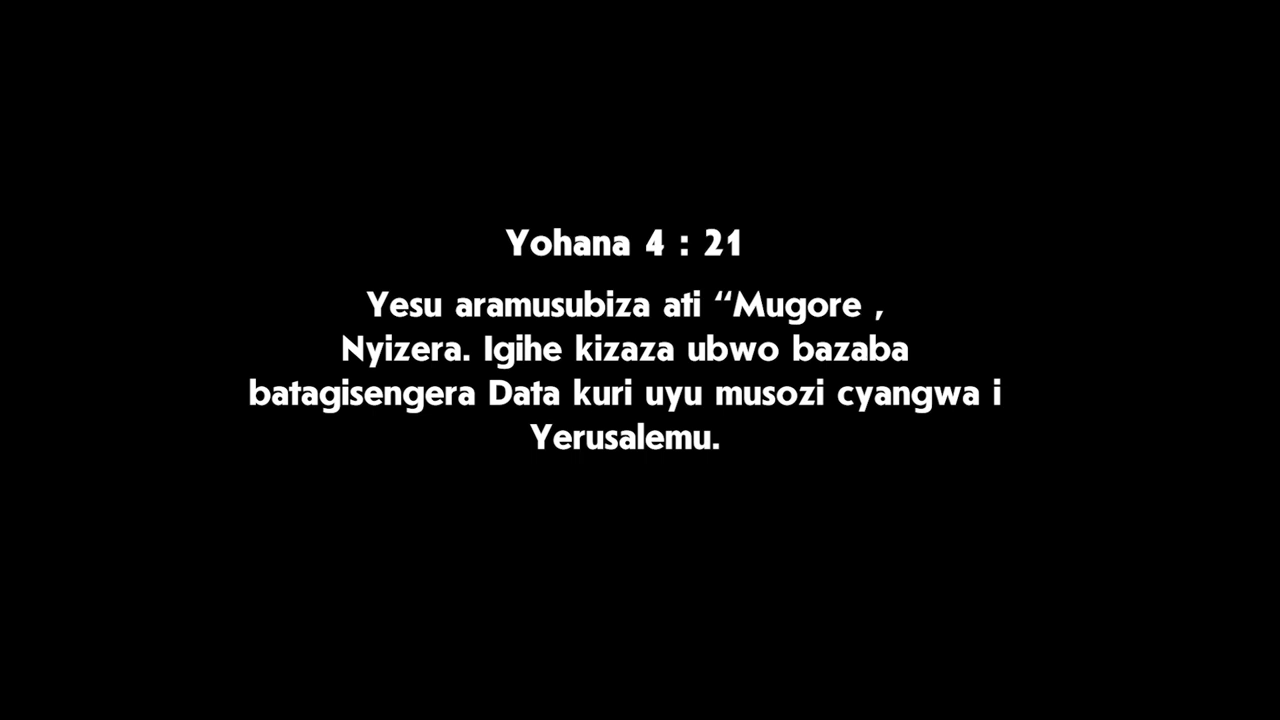 Yohana 4 : 21
Yesu aramusubiza ati “Mugore ,
Nyizera. Igihe kizaza ubwo bazaba
batagisengera Data kuri uyu musozi cyangwa i
Yerusalemu.